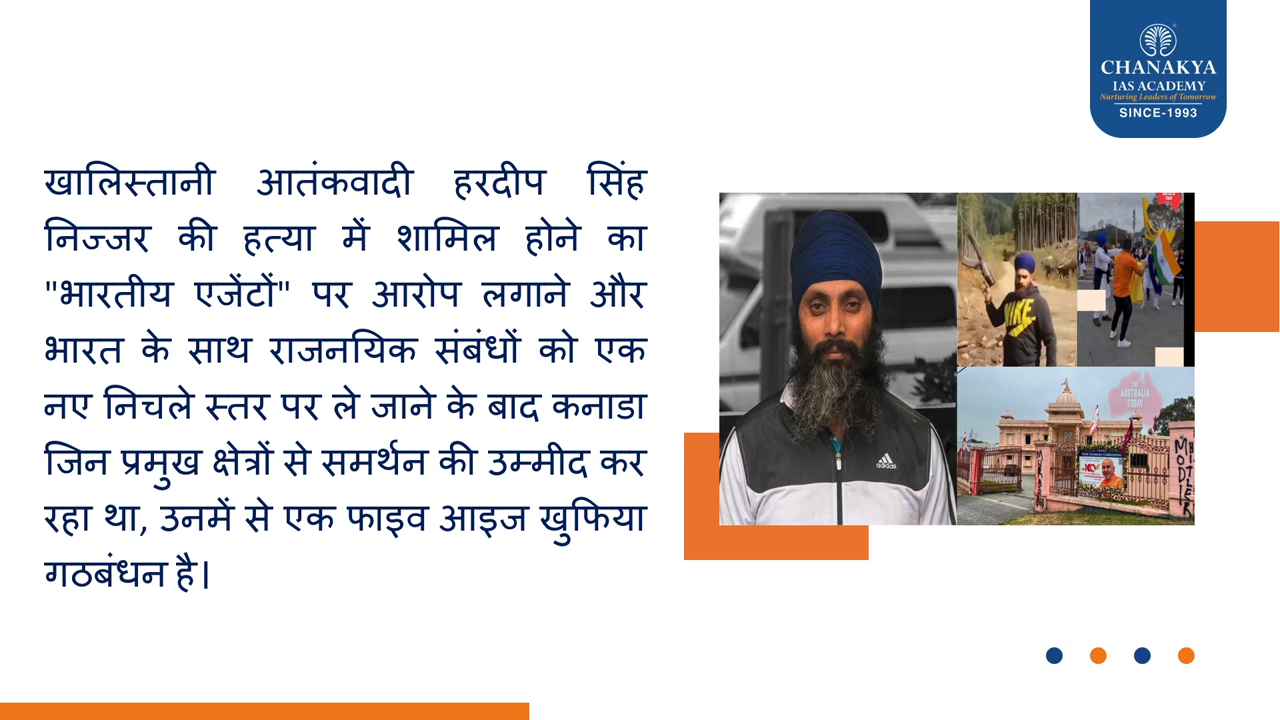 CHANAKYA
IAS ACADEMY
Nurturing Leaders of Tomorrow
SINCE-1993
खालिस्तानी आतंकवादी हरदीप सिंह
निज्जर की हत्या में शामिल होने का
"भारतीय एजेंटों" पर आरोप लगाने और
भारत के साथ राजनयिक संबंधों को एक
नए निचले स्तर पर ले जाने के बाद कनाडा
जिन प्रमुख क्षेत्रों से समर्थन की उम्मीद कर
रहा था, उनमें से एक फाइव आइज खुफिया
गठबंधन है।
adidas
NIKE
THE
AUSTRALIA
TODAY
MODI
HITLER